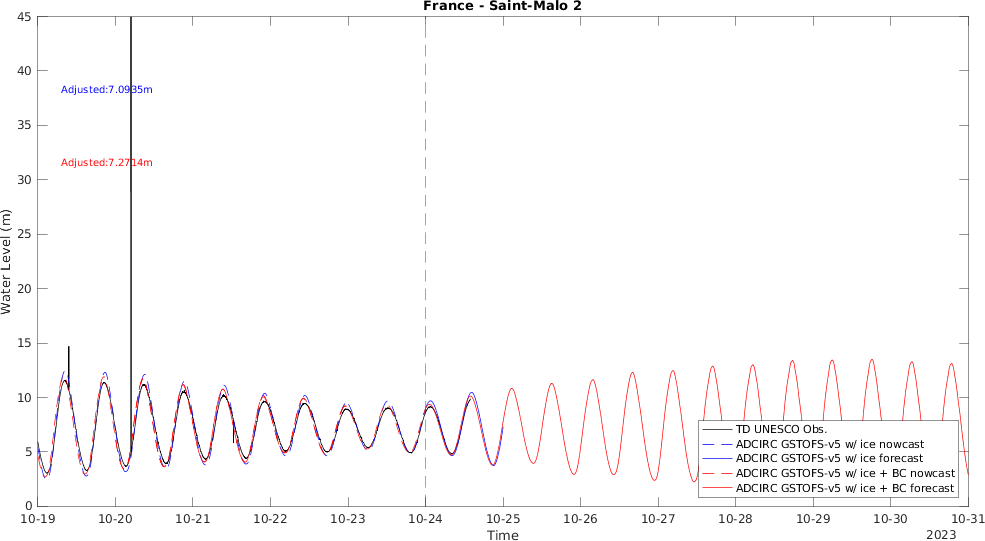 France - Saint-Malo 2
Water Level (m)
45
40
35
30
25
20
15
10
5
0
Adjusted:7.0935m
Adjusted:7.2714m
TD UNESCO Obs.
ADCIRC GSTOFS-v5 w/ ice nowcast
ADCIRC GSTOFS-v5 w/ ice forecast
ADCIRC GSTOFS-v5 w/ ice + BC nowcast
ADCIRC GSTOFS-v5 w/ ice + BC forecast
10-19 10-20 10-21 10-22 10-23 10-24 10-25 10-26 10-27 10-28 10-29 10-30 10-31
Time
2023